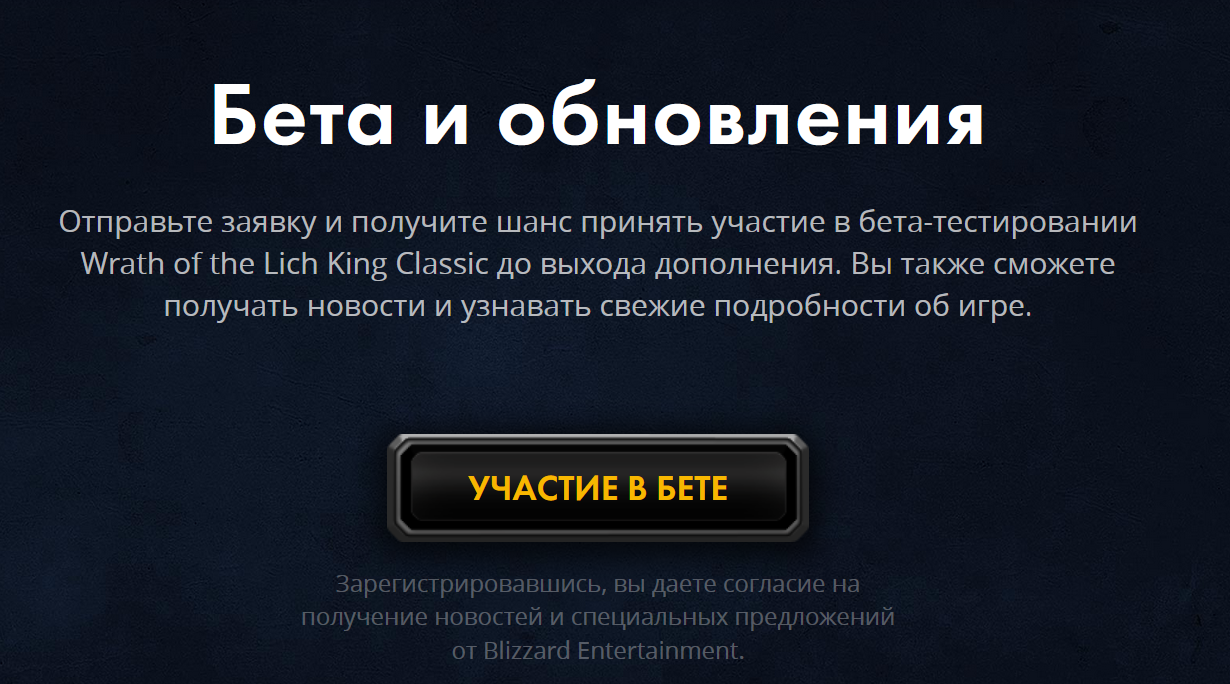 Бета и обновления
Отправьте заявку и получите шанс принять участие в бета-тестировании
Wrath of the Lich King Classic до выхода дополнения. Вы также сможете
получать новости и узнавать свежие подробности об игре.
УЧАСТИЕ В БЕТЕ
Зарегистрировавшись, вы даете согласие на
получение новостей и специальных предложений
от Blizzard Entertainment.